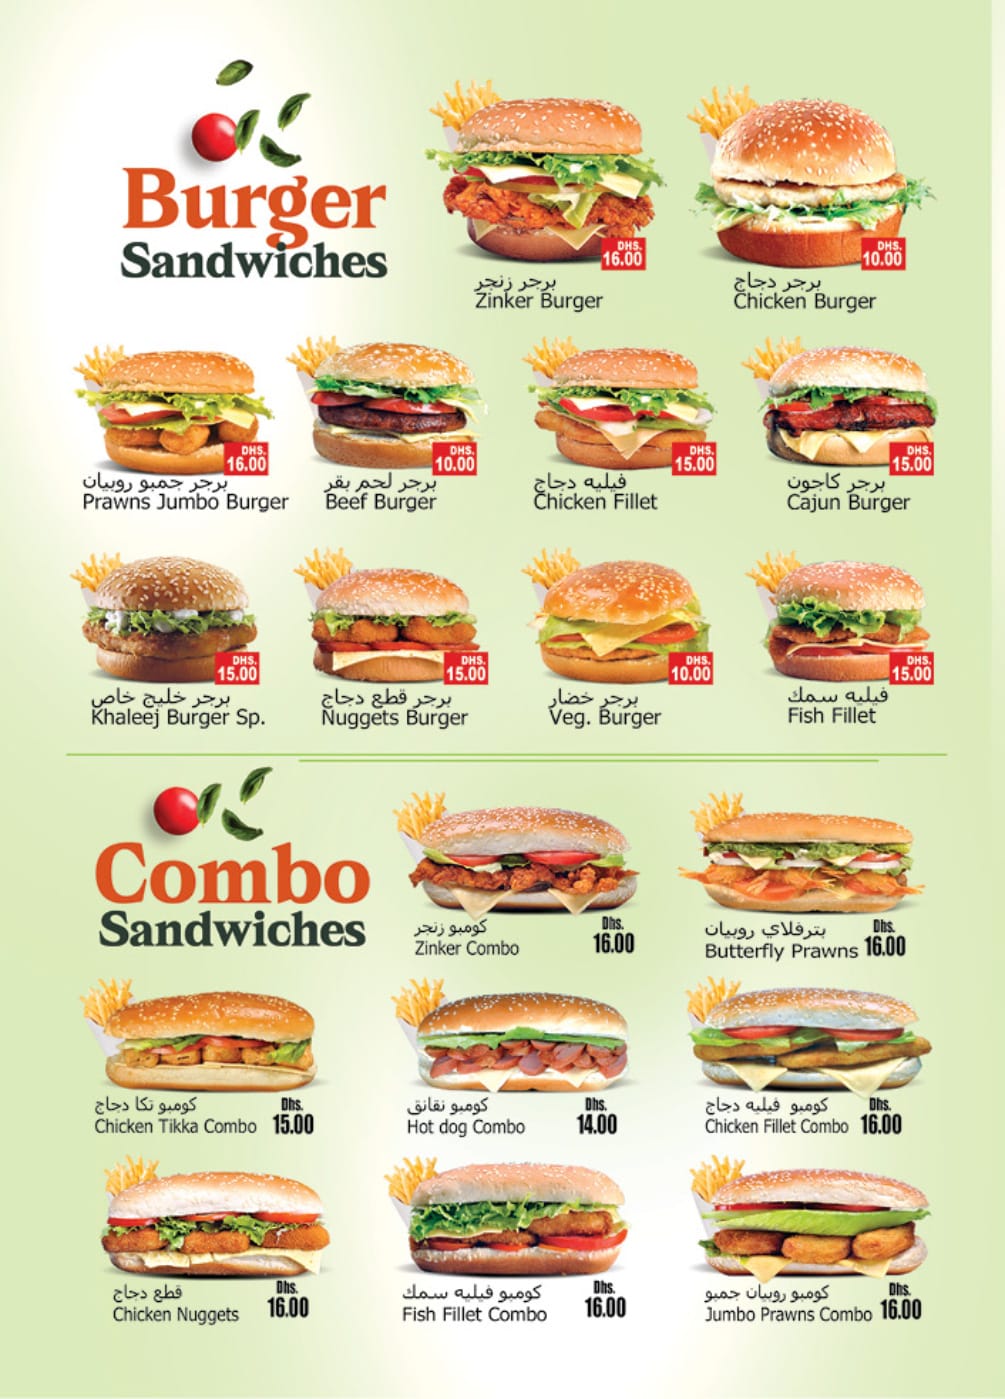 Burger
Sandwiches
DHS.
16.00
برجر زنجر
Zinker Burger
DHS.
10.00
برجر دجاج
Chicken Burger
DHS.
16.00
برجر جمبو روبيان
Prawns Jumbo Burger
DHS.
10.00
برجر لحم بقر
Beef Burger
DHS.
15.00
فيليه دجاج
Chicken Fillet
DHS.
15.00
برجر كاجون
Cajun Burger
DHS.
15.00
برجر خليج خاص
Khaleej Burger Sp.
DHS.
15.00
برجر قطع دجاج
Nuggets Burger
DHS.
10.00
برجر خضار
Veg. Burger
DHS.
15.00
فيليه سمك
Fish Fillet
Combo
Sandwiches
كومبو زنجر
Zinker Combo
Dhs.
16.00
بترفلاي روبيان
Butterfly Prawns
Dhs.
16.00
كومبو تكا دجاج
Chicken Tikka Combo
Dhs.
15.00
كومبو نقانق
Hot dog Combo
Dhs.
14.00
كومبو فيليه دجاج
Chicken Fillet Combo
Dhs.
16.00
قطع دجاج
Chicken Nuggets
Dhs.
16.00
كومبو فيليه سمك
Fish Fillet Combo
Dhs.
16.00
كومبو روبيان جمبو
Jumbo Prawns Combo
Dhs.
16.00